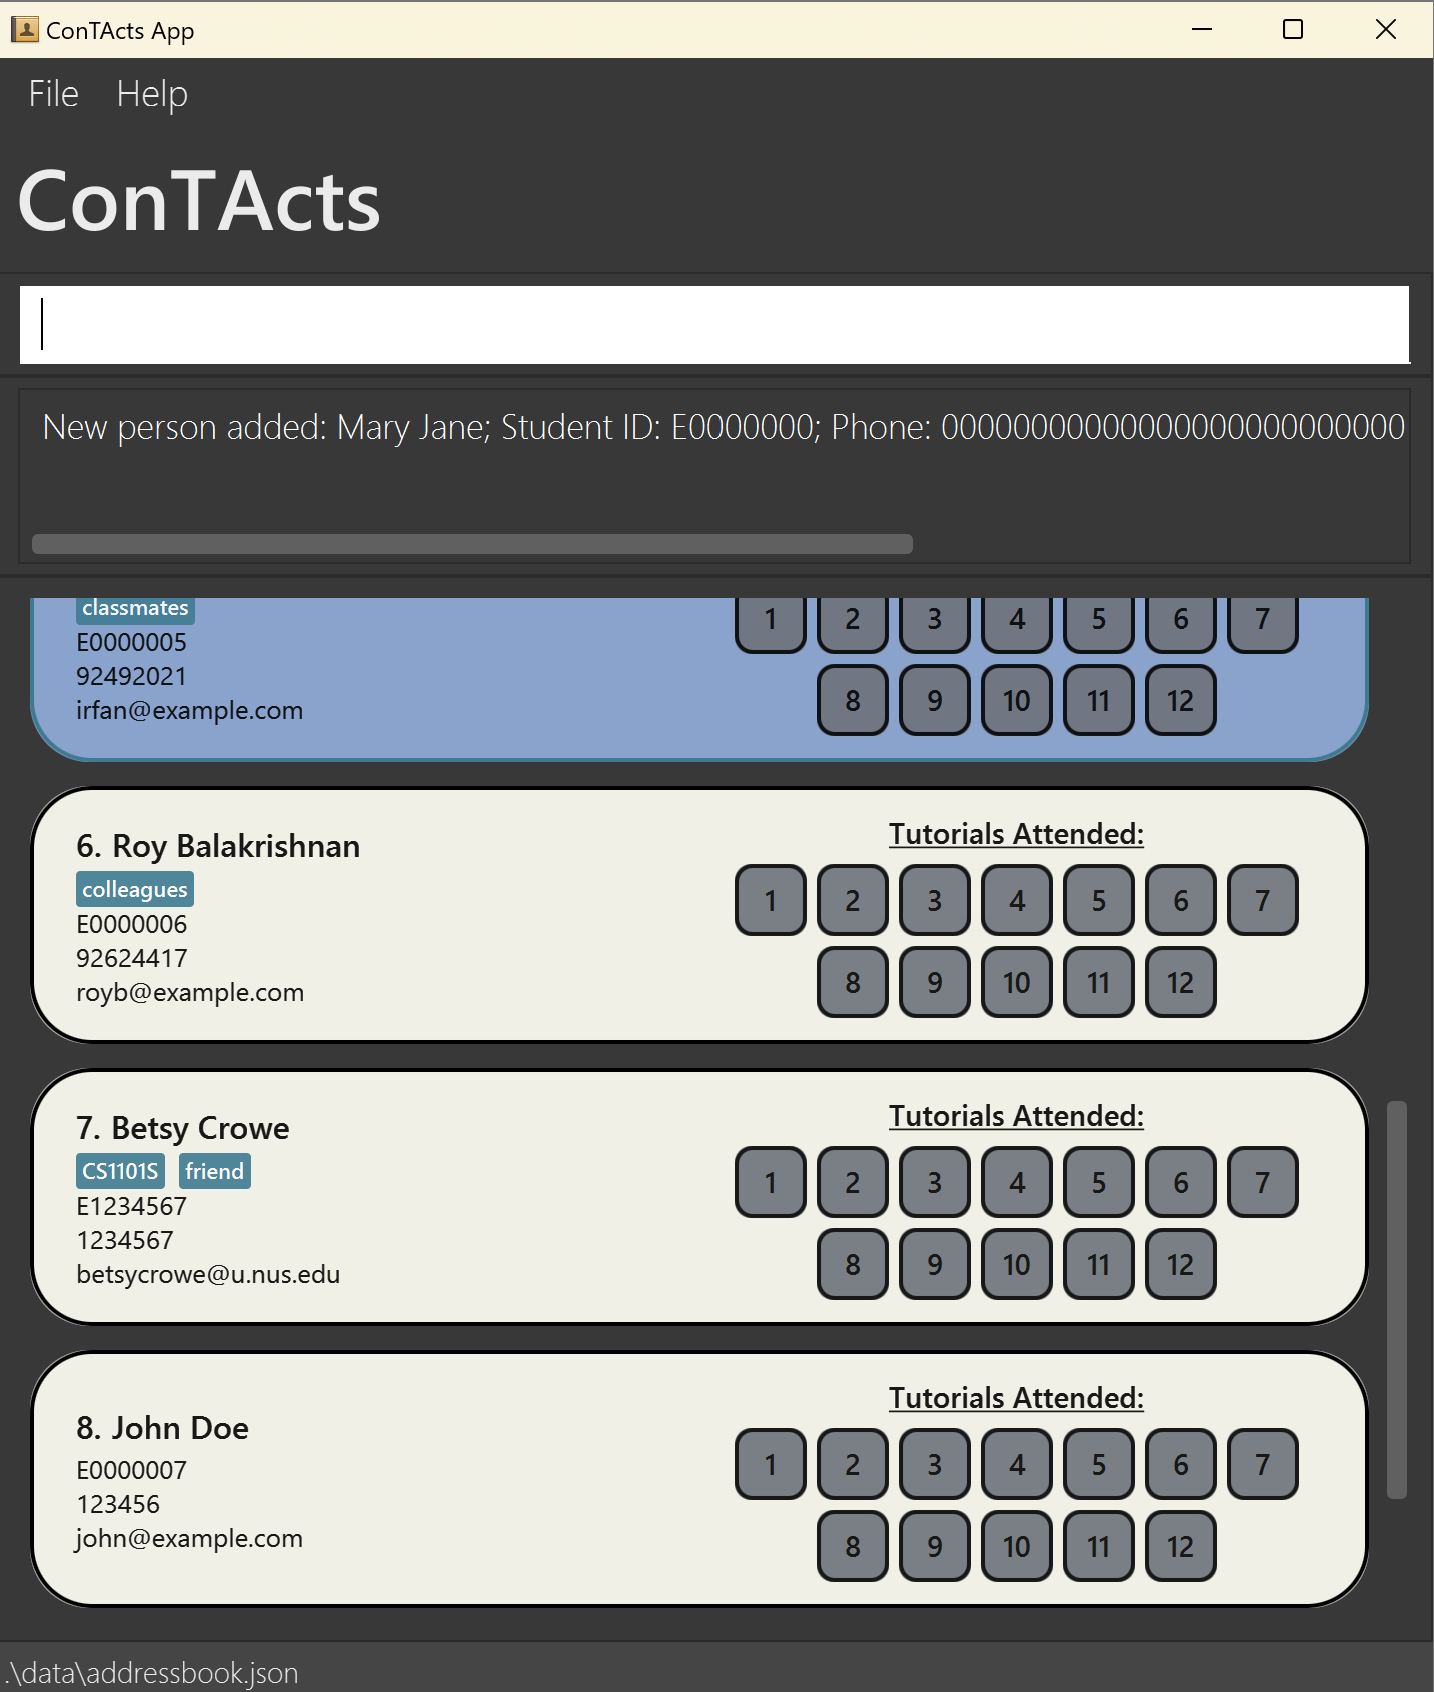 ConTActs App
File Help
ConTActs
New person added: Mary Jane; Student ID: E0000000; Phone: 00000000000000000000000000
classmates
E0000005
92492021
irfan@example.com
1 2 3 4 5 6 7
8 9 10 11 12
6. Roy Balakrishnan
colleagues
E0000006
92624417
royb@example.com
Tutorials Attended:
1 2 3 4 5 6 7
8 9 10 11 12
7. Betsy Crowe
CS1101S friend
E1234567
1234567
betsycrowe@u.nus.edu
Tutorials Attended:
1 2 3 4 5 6 7
8 9 10 11 12
8. John Doe
E0000007
123456
john@example.com
Tutorials Attended:
1 2 3 4 5 6 7
8 9 10 11 12
.\data\addressbook.json